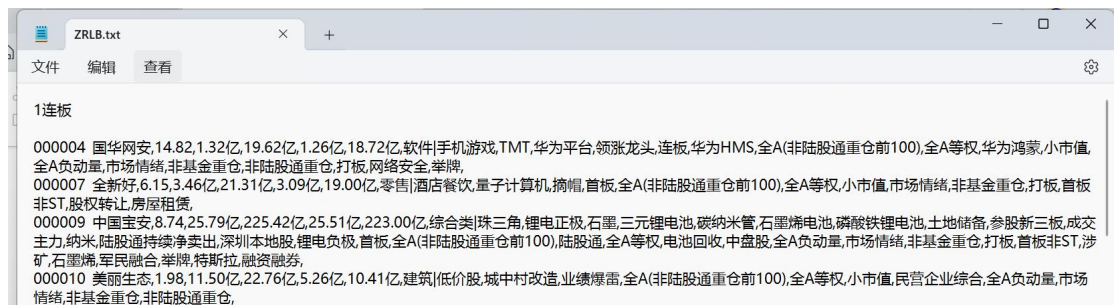 ZRLB.txt
文件 编辑 查看
1连板
000004 国华网安,14.82,1.32亿,19.62亿,1.26亿,18.72亿,软件|手机游戏,TMT,华为平台,领涨龙头,连板,华为HMS,全A(非陆股通重仓前100),全A等权,华为鸿蒙,小市值,
全A负动量,市场情绪,非基金重仓,非陆股通重仓,打板,网络安全,举牌,
000007 全新好,6.15,3.46亿,21.31亿,3.09亿,19.00亿,零售|酒店餐饮,量子计算机,摘帽,首板,全A(非陆股通重仓前100),全A等权,小市值,市场情绪,非基金重仓,打板,首板
非ST,股权转让,房屋租赁,
000009 中国宝安,8.74,25.79亿,225.42亿,25.51亿,223.00亿,综合类|珠三角,锂电正极,石墨,三元锂电池,碳纳米管,石墨烯电池,磷酸铁锂电池,土地储备,参股新三板,成交
主力,纳米,陆股通持续净卖出,深圳本地股,锂电负极,首板,全A(非陆股通重仓前100),陆股通,全A等权,电池回收,中盘股,全A负动量,市场情绪,非基金重仓,打板,首板非ST,涉
矿,石墨烯,军民融合,举牌,特斯拉,融资融券,
000010 美丽生态,1.98,11.50亿,22.76亿,5.26亿,10.41亿,建筑|低价股,城中村改造,业绩爆雷,全A(非陆股通重仓前100),全A等权,小市值,民营企业综合,全A负动量,市场
情绪,非基金重仓,非陆股通重仓,